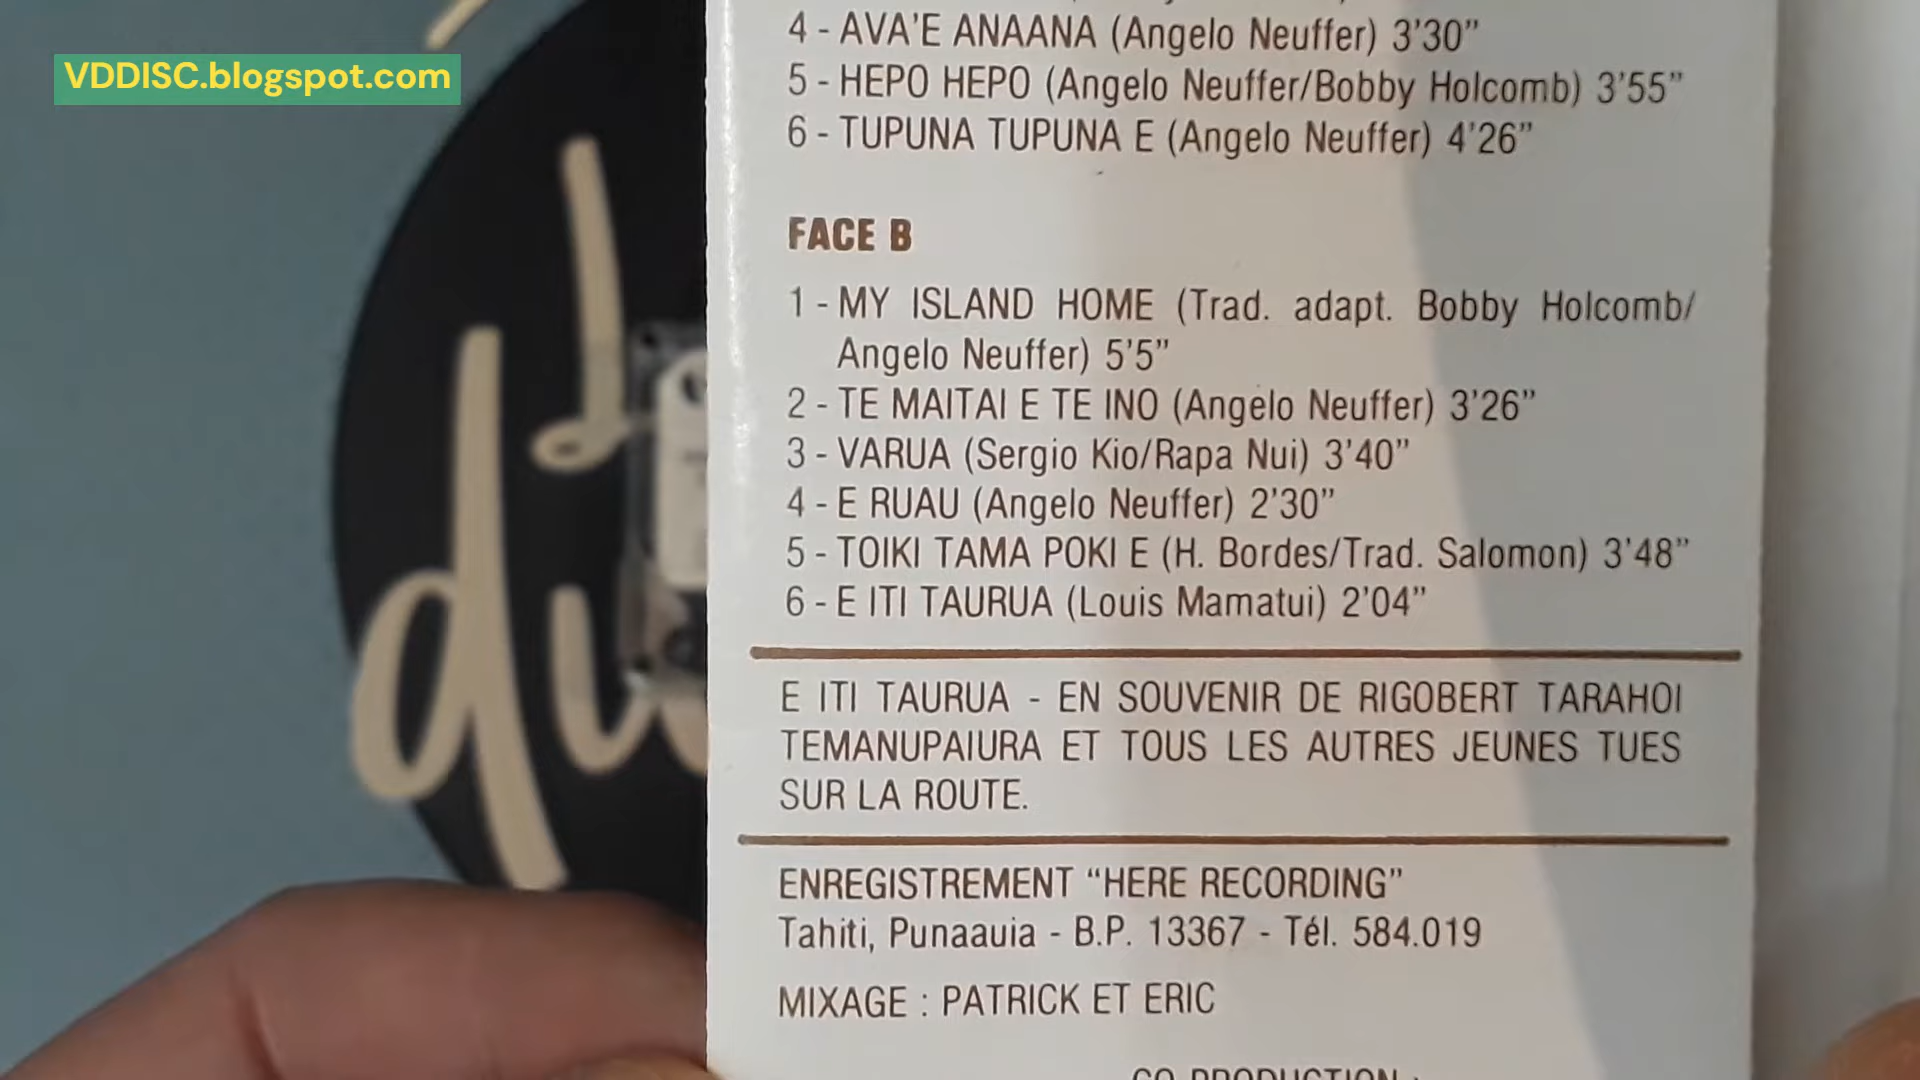 VDDISC.blogspot.com
4 - AVA'E ANAANA (Angelo Neuffer) 3'30”
5 - HEPO HEPO (Angelo Neuffer/Bobby Holcomb) 3'55”
6 - TUPUNA TUPUNA E (Angelo Neuffer) 4'26”
FACE B
1 - MY ISLAND HOME (Trad. adapt. Bobby Holcomb/
Angelo Neuffer) 5'5”
2 - TE MAITAI E TE INO (Angelo Neuffer) 3'26”
3 - VARUA (Sergio Kio/Rapa Nui) 3'40”
4 - E RUAU (Angelo Neuffer) 2'30”
5 - TOIKI TAMA POKI E (H. Bordes/Trad. Salomon) 3'48”
6 - E ITI TAURUA (Louis Mamatui) 2'04”
E ITI TAURUA - EN SOUVENIR DE RIGOBERT TARAHOI
TEMANUPAIURA ET TOUS LES AUTRES JEUNES TUES
SUR LA ROUTE.
ENREGISTREMENT “HERE RECORDING”
Tahiti, Punaauia - B.P. 13367 - Tél. 584.019
MIXAGE : PATRICK ET ERIC
CO-PRODUCTION :